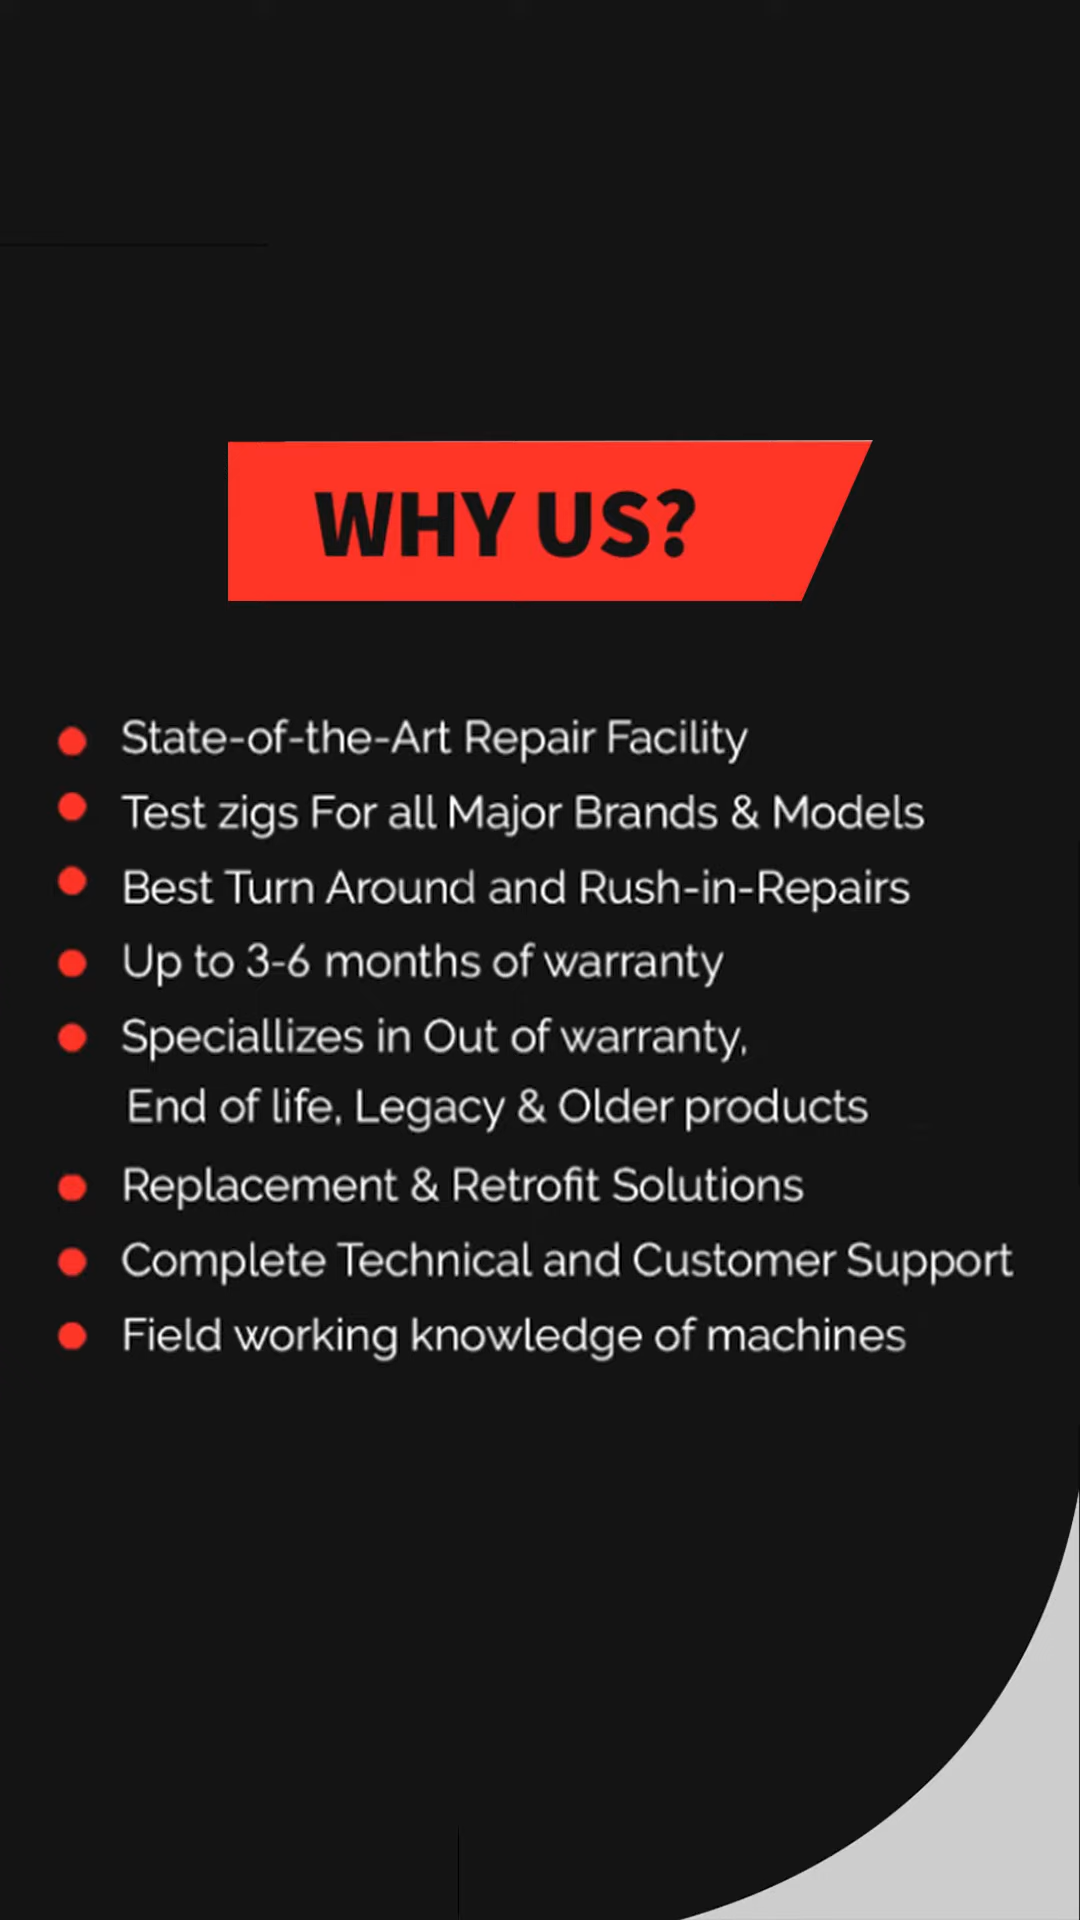 WHY US?
State-of-the-Art Repair Facility
Test zigs For all Major Brands & Models
Best Turn Around and Rush-in-Repairs
Up to 3-6 months of warranty
Speciallizes in Out of warranty,
End of life, Legacy & Older products
Replacement & Retrofit Solutions
Complete Technical and Customer Support
Field working knowledge of machines